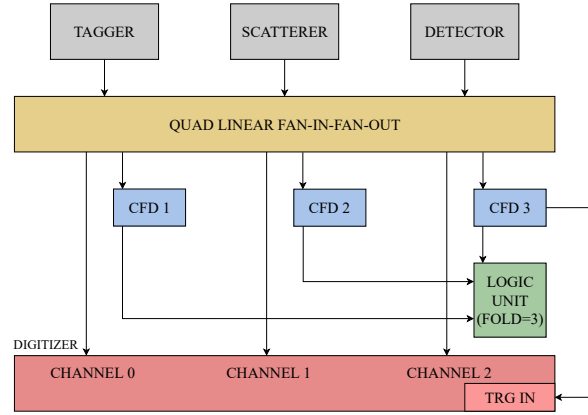 TAGGER
SCATTERER
DETECTOR
QUAD LINEAR FAN-IN-FAN-OUT
CFD 1
CFD 2
CFD 3
LOGIC
UNIT
(FOLD=3)
DIGITIZER
CHANNEL 0
CHANNEL 1
CHANNEL 2
TRG IN